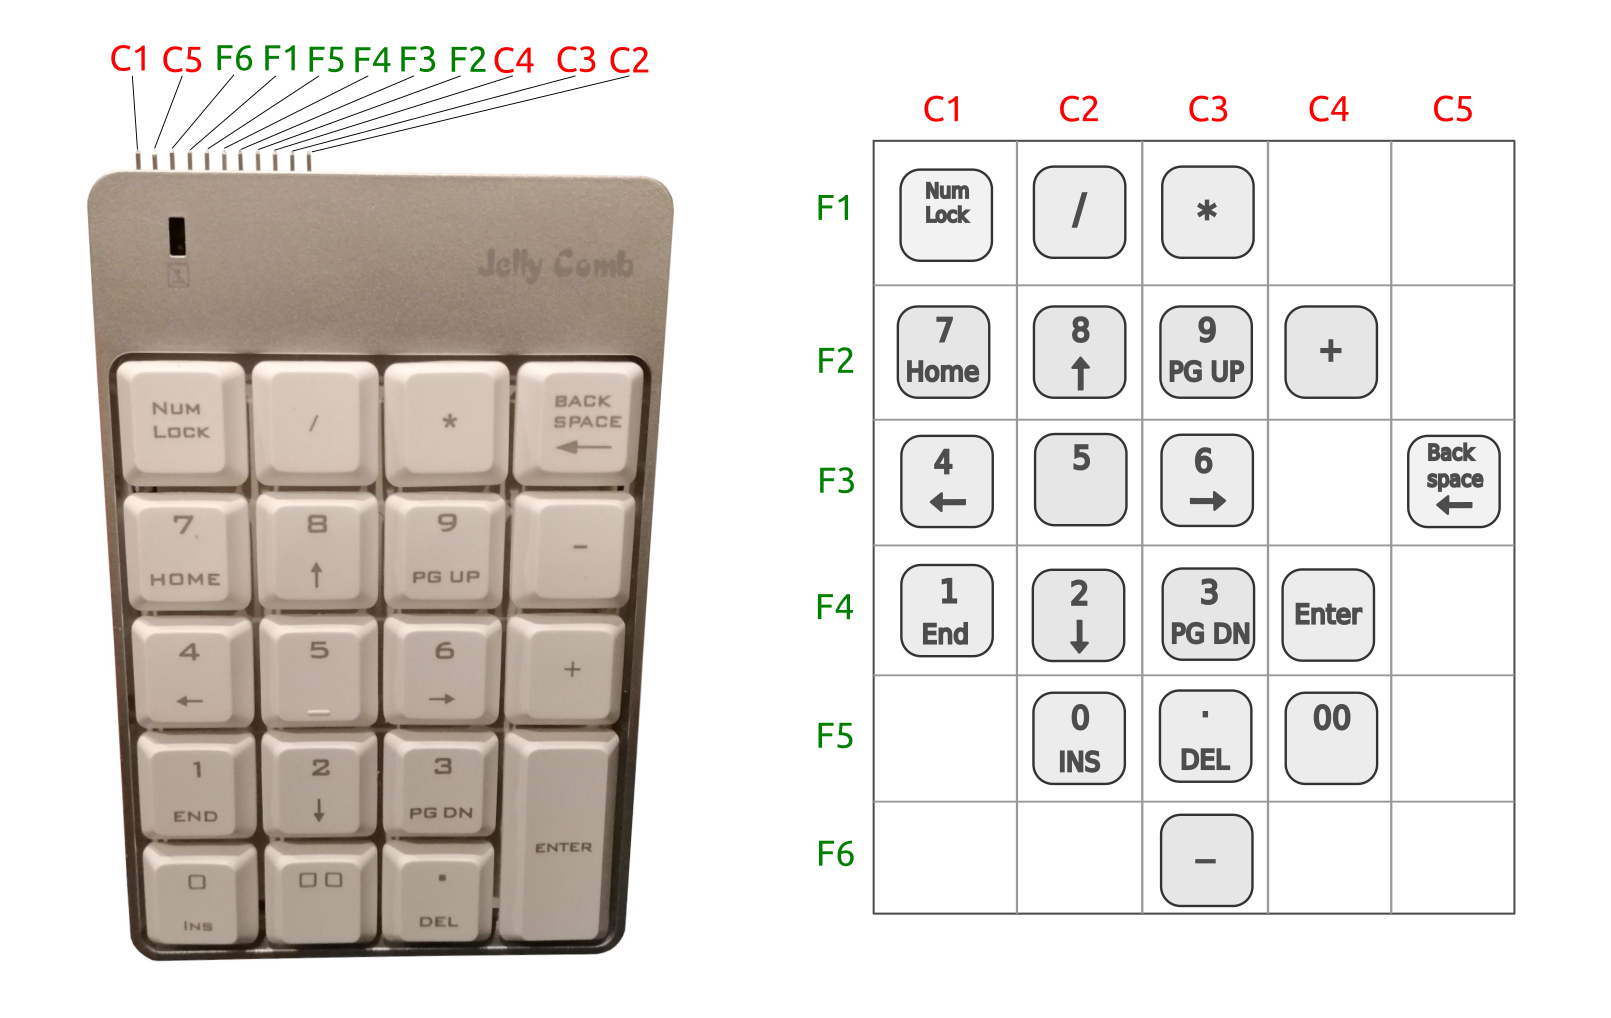 C1 C5 F6 F1 F5 F4 F3 F2 C4 C3 C2
Jelly Comb
NUM
LOCK
/
*
BACK
SPACE
←
7
HOME
8
↑
9
PG UP
-
4
←
5
6
→
+
1
END
2
↓
3
PG DN
ENTER
0
INS
00
.
DEL
C1 C2 C3 C4 C5
F1
Num
Lock
/
*
F2
7
Home
8
↑
9
PG UP
+
F3
4
←
5
6
→
Back
space
←
F4
1
End
2
↓
3
PG DN
Enter
F5
0
INS
.
DEL
00
F6
–